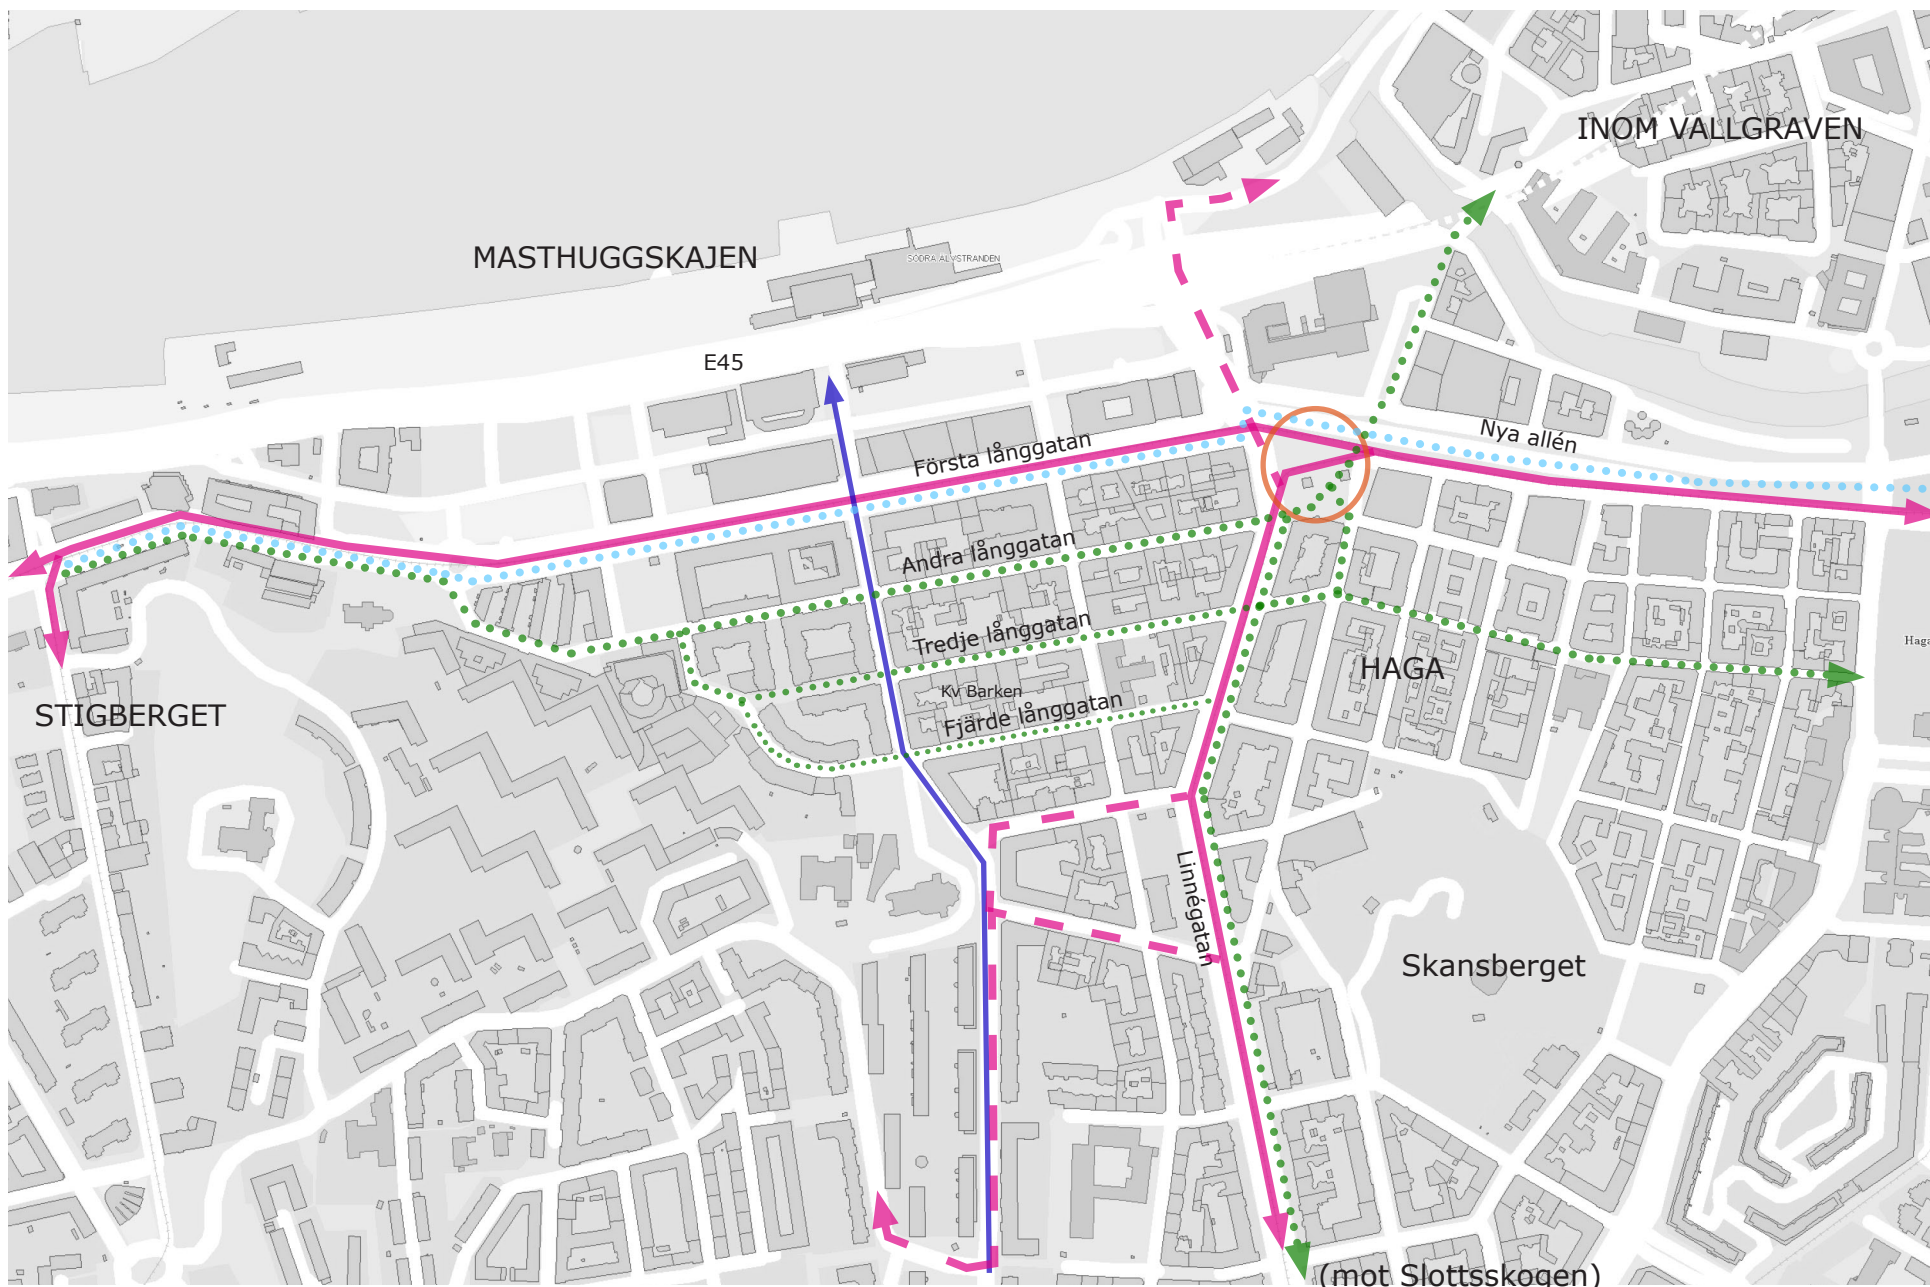 INOM VALLGRAVEN
MASTHUGGSKAJEN
SÖDRA ÄLVSTRANDEN
E45
Första långgatan
Nya allén
Andra långgatan
Tredje långgatan
Haga
HAGA
Kv Barken
Fjärde långgatan
STIGBERGET
Linnégatan
Skansberget
(mot Slottsskogen)